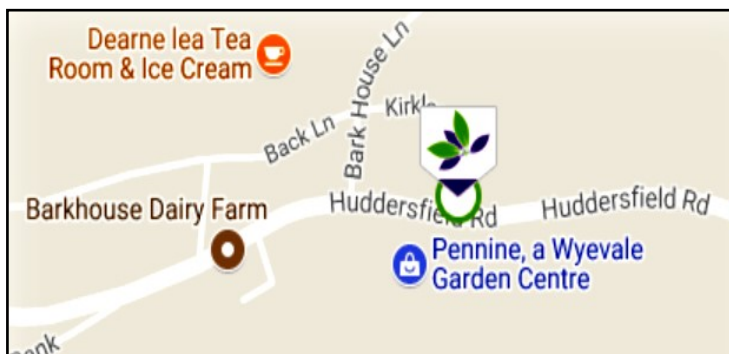 Dearne lea Tea
Room & Ice Cream
Bark House Ln
Back Ln
Barkhouse Dairy Farm
Huddersfield Rd
Huddersfield Rd
Pennine, a Wyevale
Garden Centre